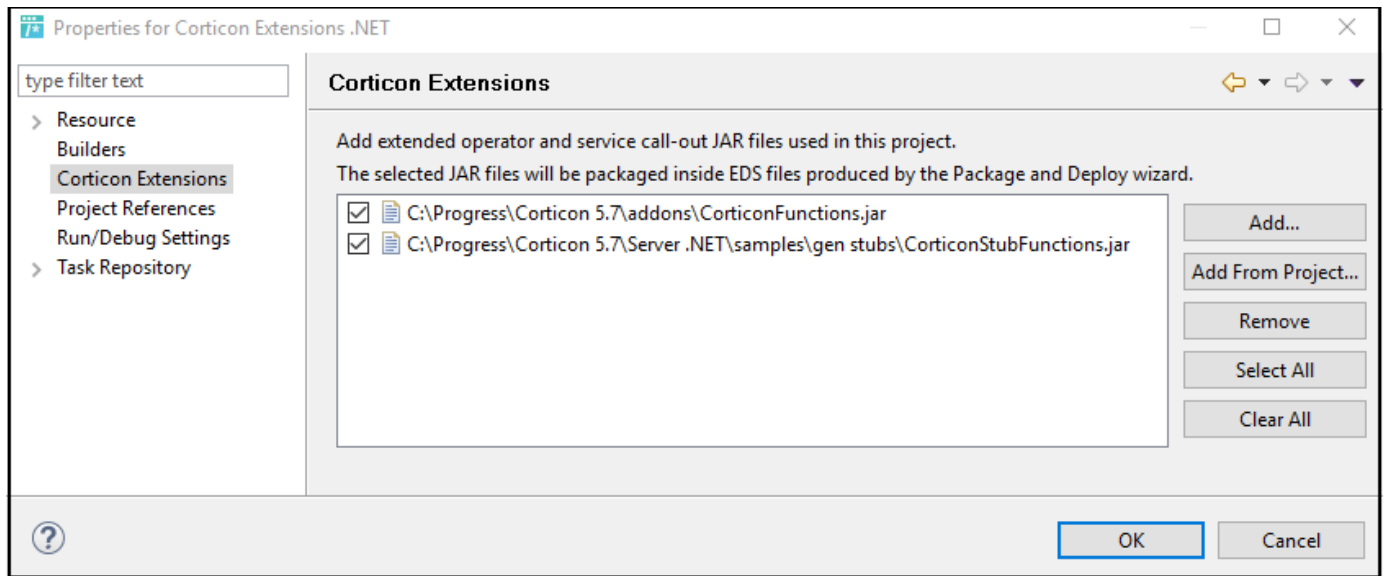 Properties for Corticon Extensions .NET
type filter text
Resource
Builders
Corticon Extensions
Project References
Run/Debug Settings
Task Repository
Corticon Extensions
Add extended operator and service call-out JAR files used in this project.
The selected JAR files will be packaged inside EDS files produced by the Package and Deploy wizard.
C:\Progress\Corticon 5.7\addons\CorticonFunctions.jar
C:\Progress\Corticon 5.7\Server .NET\samples\gen stubs\CorticonStubFunctions.jar
Add...
Add From Project...
Remove
Select All
Clear All
OK
Cancel